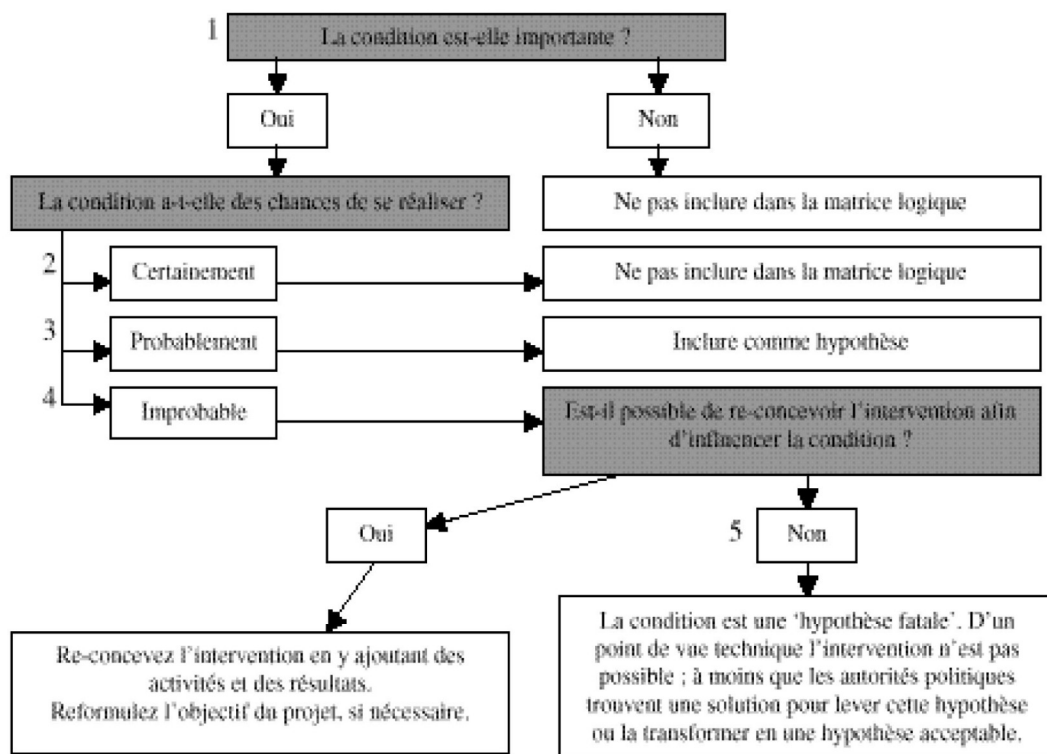 1
La condition est-elle importante ?
Oui
Non
La condition a-t-elle des chances de se réaliser ?
Ne pas inclure dans la matrice logique
2
Certainement
Ne pas inclure dans la matrice logique
3
Probablement
Inclure comme hypothèse
4
Improbable
Est-il possible de re-concevoir l'intervention afin
d'influencer la condition ?
Oui
5
Non
Re-concevez l'intervention en y ajoutant des
activités et des résultats.
Reformulez l'objectif du projet, si nécessaire.
La condition est une ‘hypothèse fatale’. D'un
point de vue technique l'intervention n'est pas
possible ; à moins que les autorités politiques
trouvent une solution pour lever cette hypothèse
ou la transformer en une hypothèse acceptable.